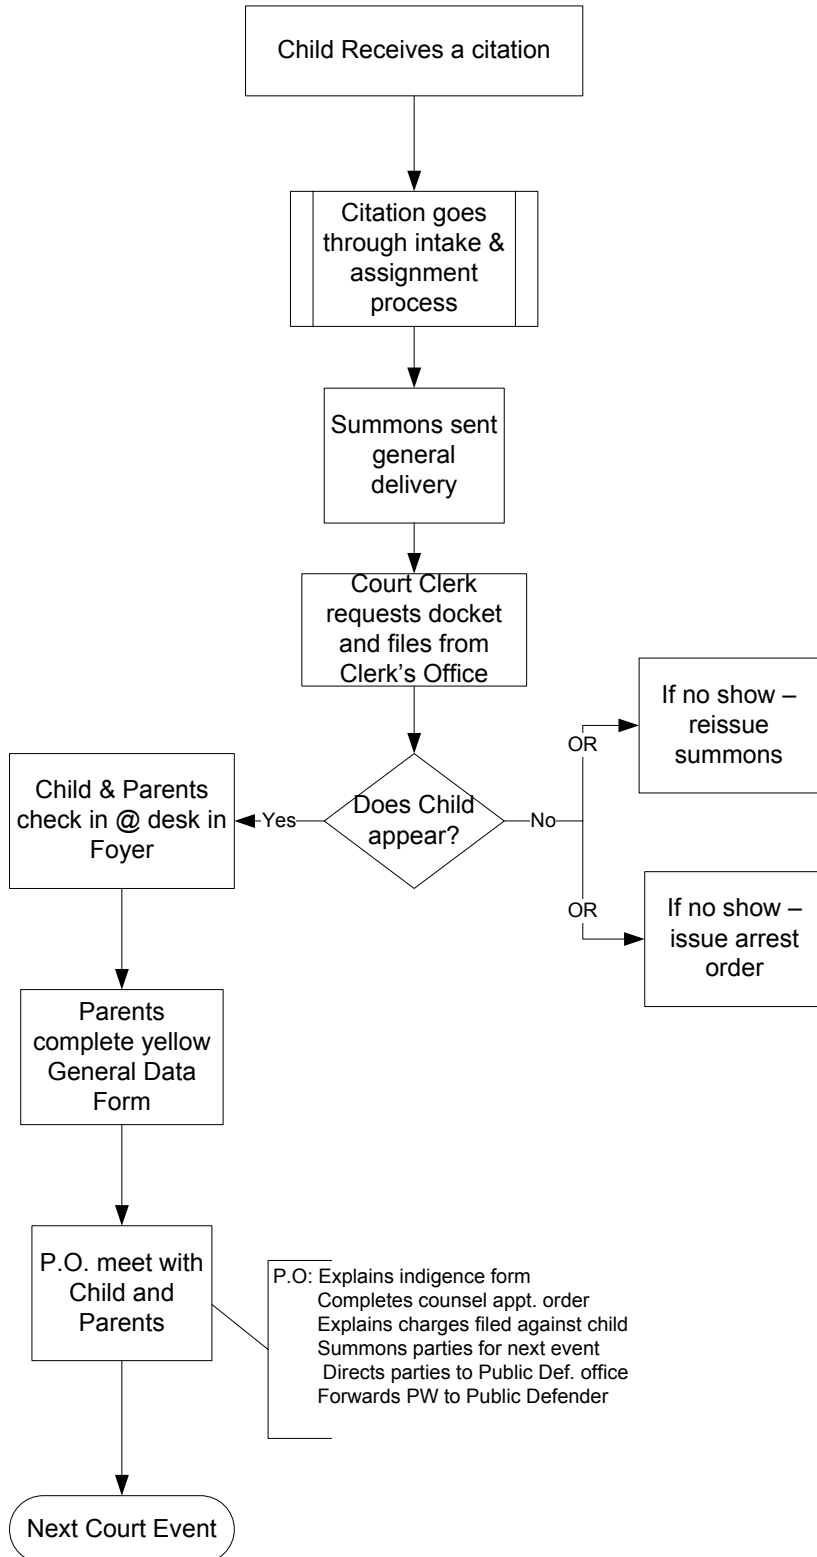 Child Receives a citation
Citation goes
through intake &
assignment
process
Summons sent
general
delivery
Court Clerk
requests docket
and files from
Clerk's Office
If no show –
reissue
summons
OR
Child & Parents
check in @ desk in
Foyer
Yes
Does Child
appear?
No
OR
If no show –
issue arrest
order
Parents
complete yellow
General Data
Form
P.O. meet with
Child and
Parents
P.O: Explains indigence form
Completes counsel appt. order
Explains charges filed against child
Summons parties for next event
Directs parties to Public Def. office
Forwards PW to Public Defender
Next Court Event